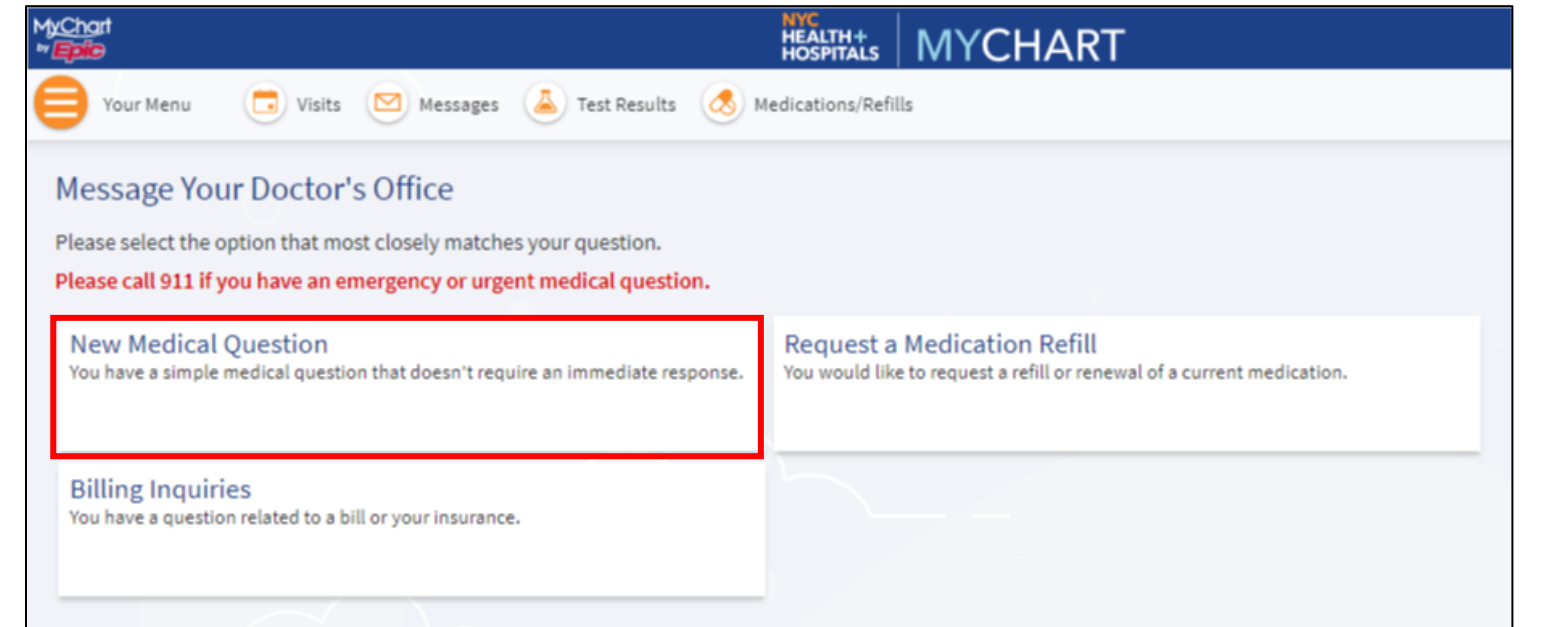 MyChart
by Epic
NYC
HEALTH+
HOSPITALS
MYCHART
Your Menu
Visits
Messages
Test Results
Medications/Refills
Message Your Doctor's Office
Please select the option that most closely matches your question.
Please call 911 if you have an emergency or urgent medical question.
New Medical Question
You have a simple medical question that doesn't require an immediate response.
Request a Medication Refill
You would like to request a refill or renewal of a current medication.
Billing Inquiries
You have a question related to a bill or your insurance.